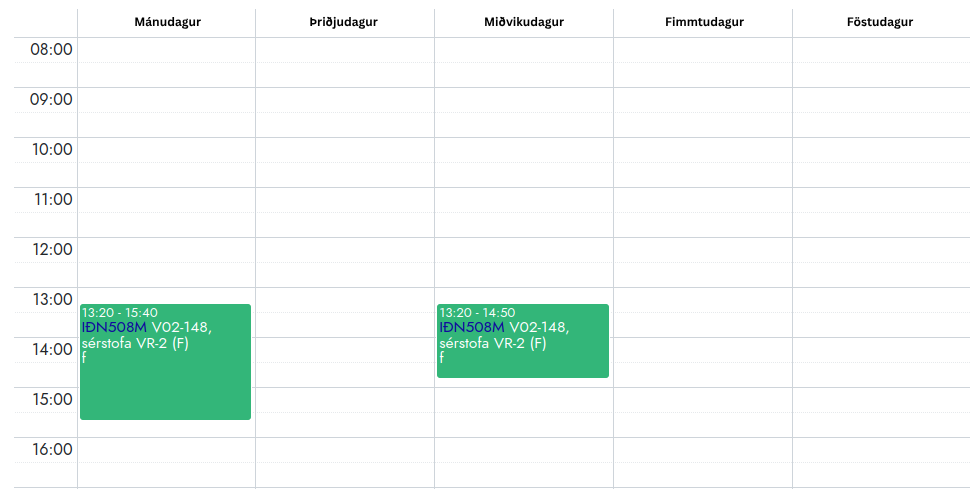 Mánudagur Þriðjudagur Miðvikudagur Fimmtudagur Föstudagur
08:00
09:00
10:00
11:00
12:00
13:00
13:20 - 15:40
IÐN508M V02-148,
sérstofa VR-2 (F)
f
13:20 - 14:50
IÐN508M V02-148,
sérstofa VR-2 (F)
f
14:00
15:00
16:00